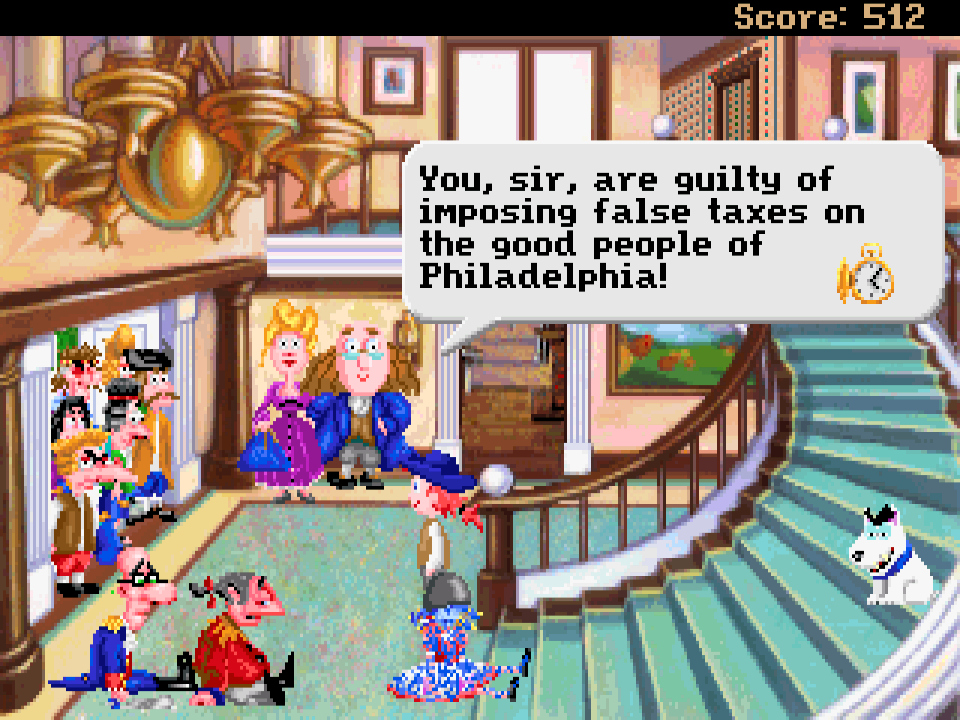 Score: 512
You, sir, are guilty of
imposing false taxes on
the good people of
Philadelphia!